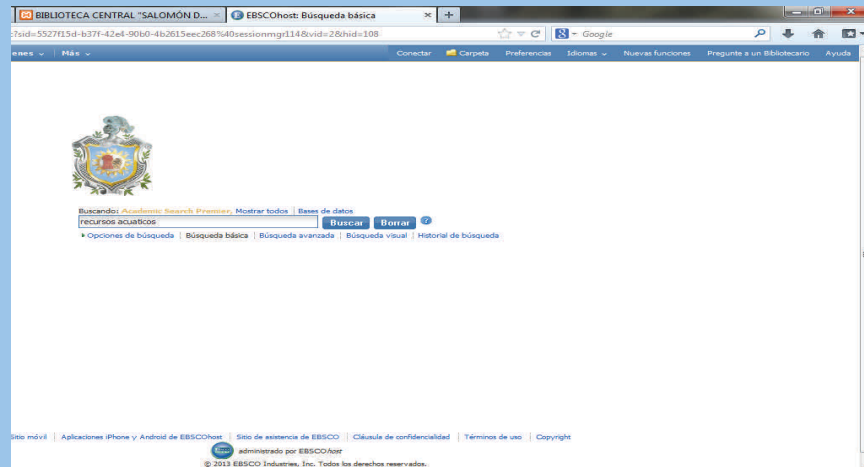 BIBLIOTECA CENTRAL "SALOMÓN D... × EBSCOhost: Búsqueda básica × +
:?sid=5527f15d-b37f-42e4-90b0-4b2615eec268%40sessionmgr114&vid=2&hid=108 Google
enes Más Conectar Carpeta Preferencias Idiomas Nuevas funciones Pregunte a un Bibliotecario Ayuda
Buscando: Academic Search Premier, Mostrar todos | Bases de datos
recursos acuaticos Buscar Borrar ?
Opciones de búsqueda | Búsqueda básica | Búsqueda avanzada | Búsqueda visual | Historial de búsqueda
Sitio móvil | Aplicaciones iPhone y Android de EBSCOhost | Sitio de asistencia de EBSCO | Cláusula de confidencialidad | Términos de uso | Copyright
administrado por EBSCOhost
© 2013 EBSCO Industries, Inc. Todos los derechos reservados.